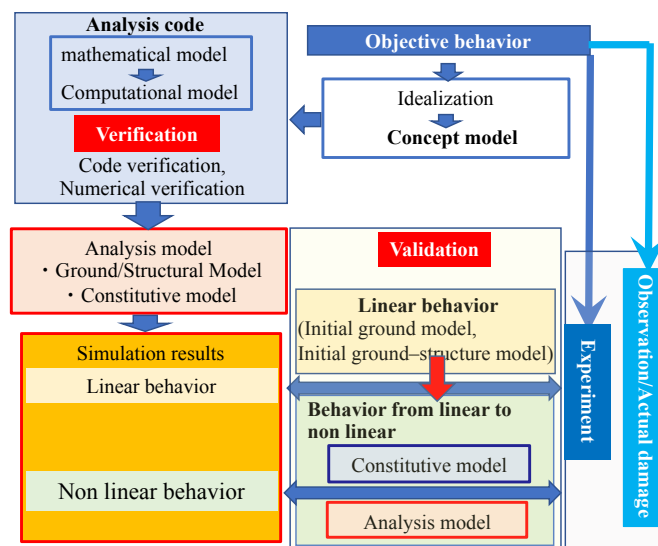 Analysis code
mathematical model
Computational model
Verification
Code verification,
Numerical verification
Objective behavior
Idealization
Concept model
Analysis model
・Ground/Structural Model
・Constitutive model
Simulation results
Linear behavior
Non linear behavior
Validation
Linear behavior
(Initial ground model,
Initial ground–structure model)
Behavior from linear to
non linear
Constitutive model
Analysis model
Experiment
Observation/Actual damage